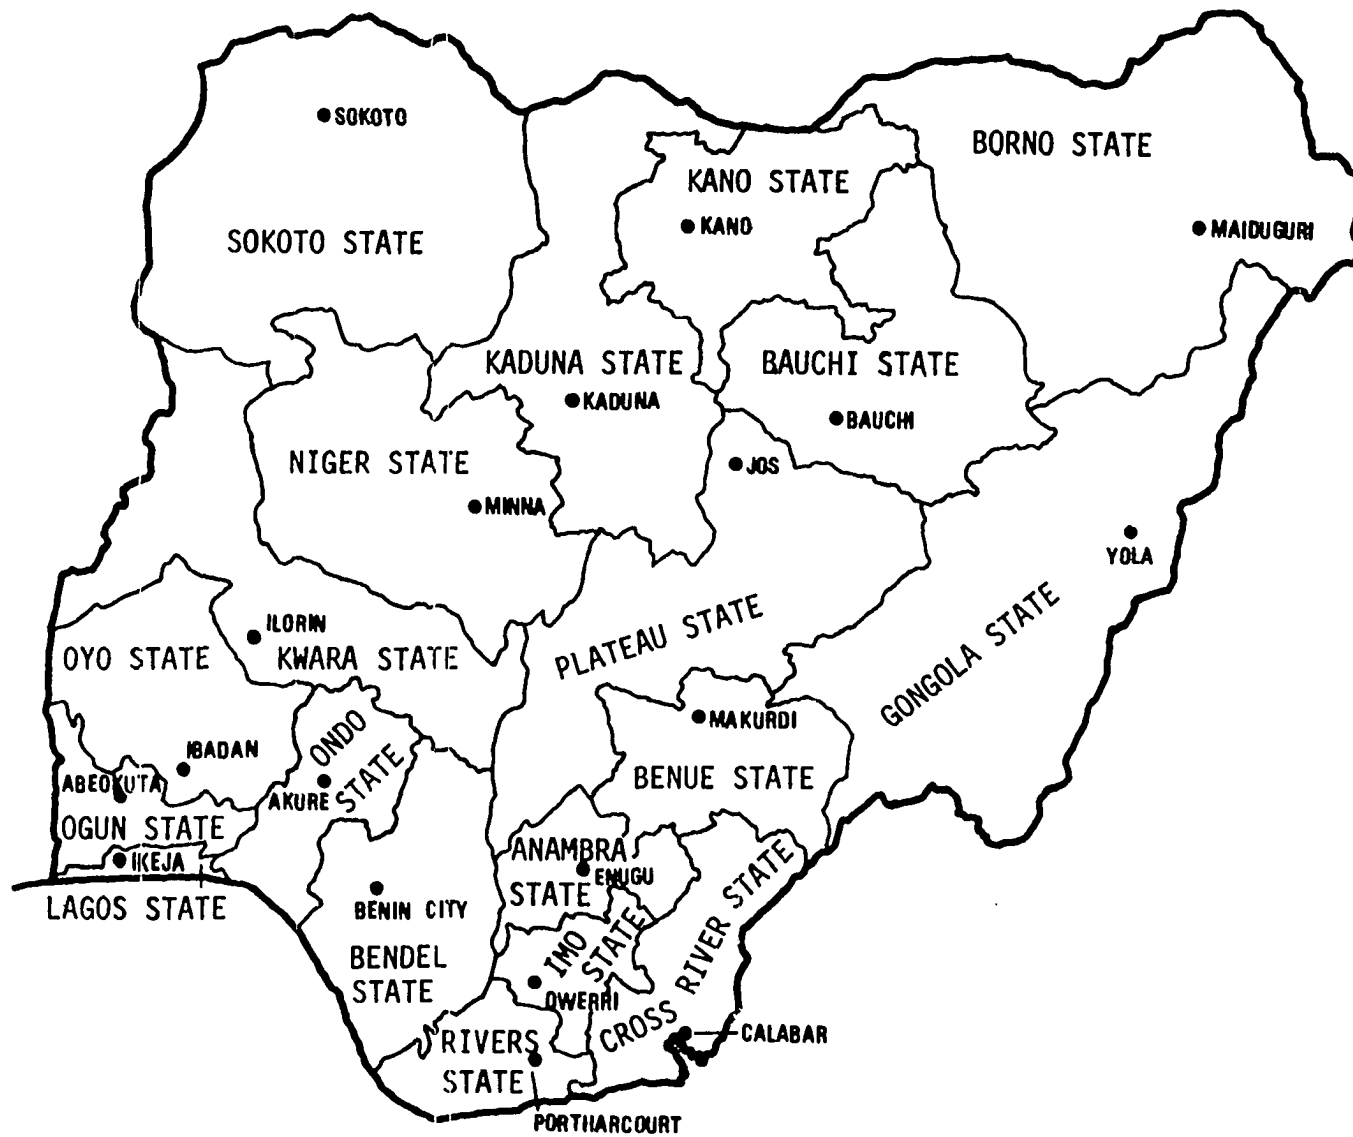 SOKOTO
BORNO STATE
KANO STATE
KANO
MAIDUGURI
SOKOTO STATE
KADUNA STATE
BAUCHI STATE
KADUNA
BAUCHI
NIGER STATE
JOS
MINNA
YOLA
ILORIN
PLATEAU STATE
GONGOLA STATE
OYO STATE
KWARA STATE
MAKURDI
ONDO
STATE
IBADAN
BENUE STATE
ABEOKUTA
AKURE
OGUN STATE
ANAMBRA
STATE
ENUGU
IKEJA
LAGOS STATE
BENIN CITY
CROSS RIVER STATE
IMO
STATE
BENDEL
STATE
OWERRI
RIVERS
STATE
CALABAR
PORTHARCOURT